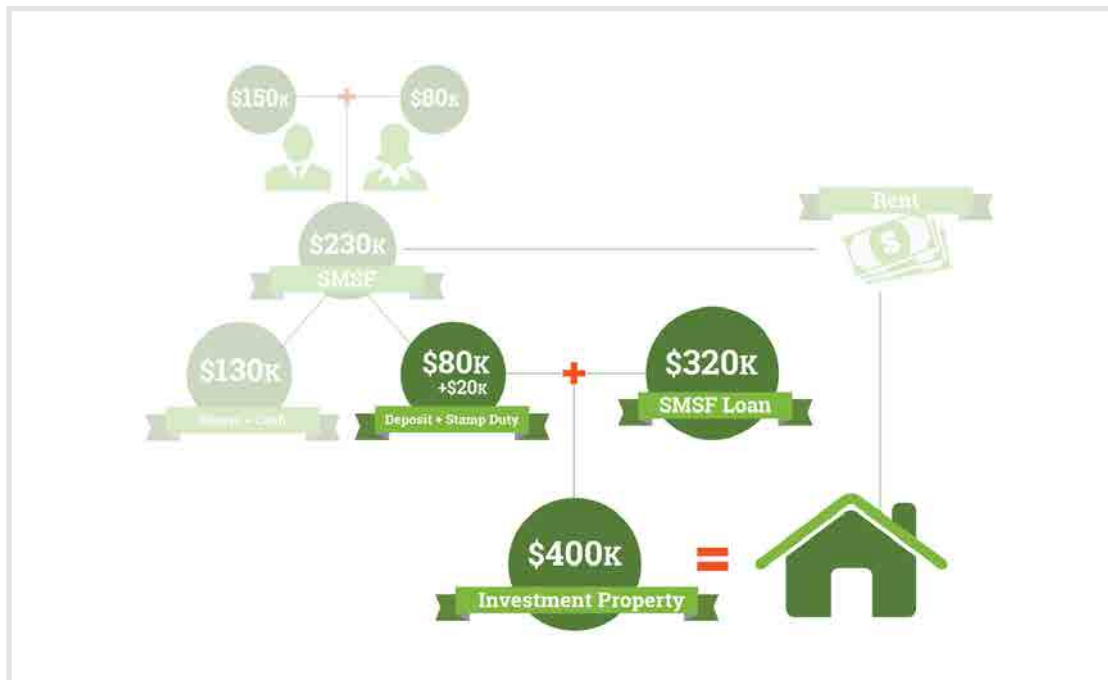 $150K
$80K
$230K
SMSF
Rent
$
$130K
$80K
+$20K
Deposit + Stamp Duty
$320K
SMSF Loan
$400K
Investment Property